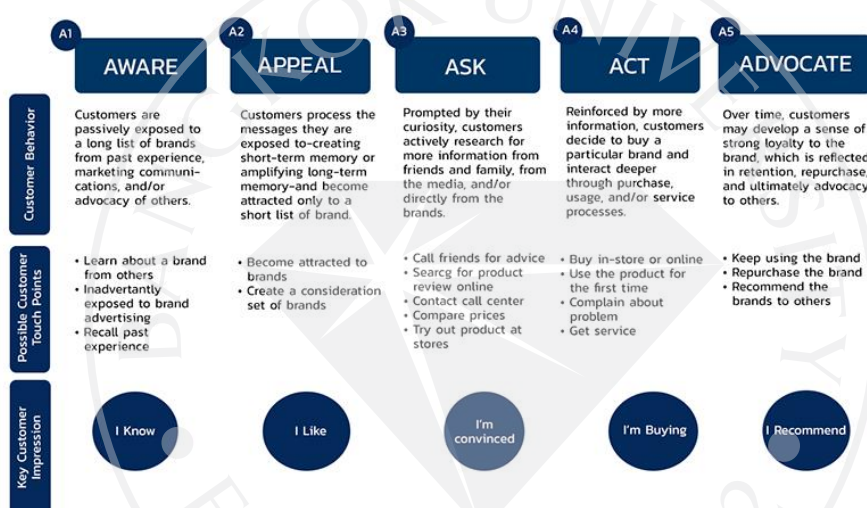 A1
AWARE
A2
APPEAL
A3
ASK
A4
ACT
A5
ADVOCATE
Customer Behavior
Customers are
passively exposed to
a long list of brands
from past experience,
marketing communi-
cations, and/or
advocacy of others.
Customers process the
messages they are
exposed to-creating
short-term memory or
amplifying long-term
memory-and become
attracted only to a
short list of brand.
Prompted by their
curiosity, customers
actively research for
more information from
friends and family, from
the media, and/or
directly from the
brands.
Reinforced by more
information, customers
decide to buy a
particular brand and
interact deeper
through purchase,
usage, and/or service
processes.
Over time, customers
may develop a sense of
strong loyalty to the
brand, which is reflected
in retention, repurchase,
and ultimately advocacy
to others.
Possible Customer
Touch Points
• Learn about a brand
from others
• Inadvertantly
exposed to brand
advertising
• Recall past
experience
• Become attracted to
brands
• Create a consideration
set of brands
• Call friends for advice
• Searcg for product
review online
• Contact call center
• Compare prices
• Try out product at
stores
• Buy in-store or online
• Use the product for
the first time
• Complain about
problem
• Get service
• Keep using the brand
• Repurchase the brand
• Recommend the
brands to others
Key Customer
Impression
I Know
I Like
I'm
convinced
I'm Buying
I Recommend
BANGKOK UNIVERSITY